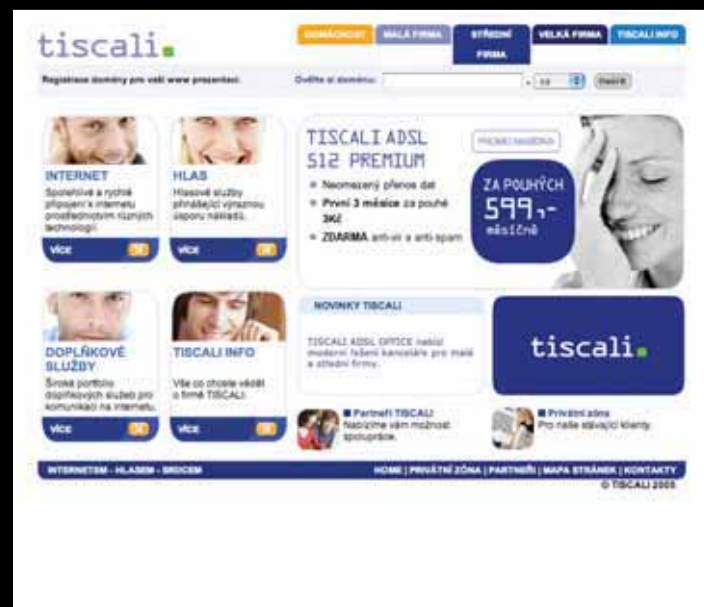 tiscali.
DOMÁCNOST
MALÁ FIRMA
STŘEDNÍ
FIRMA
VELKÁ FIRMA
TISCALI INFO
Registrace domény pro vaši www prezentaci.
Ověřte si doménu:
. cz
INTERNET
Spolehlivé a rychlé
připojení k internetu
prostřednictvím různých
technologií.
VÍCE
HLAS
Hlasové služby
přinášející výraznou
úsporu nákladů.
VÍCE
TISCALI ADSL
512 PREMIUM
Neomezený přenos dat
První 3 měsíce za pouhé
3Kč
ZDARMA anti-vir a anti-spam
PROMO NABÍDKA
ZA POUHÝCH
599,-
měsíčně
DOPLŇKOVÉ
SLUŽBY
Široké portfolio
doplňkových služeb pro
komunikaci na internetu.
VÍCE
TISCALI INFO
Vše co chcete vědět
o firmě TISCALI.
VÍCE
NOVINKY TISCALI
TISCALI ADSL OFFICE nabízí
moderní řešení kanceláře pro malé
a střední firmy.
tiscali.
Partneři TISCALI
Nabízíme vám možnost
spolupráce.
Privátní zóna
Pro naše stávající klienty.
INTERNETEM - HLASEM - SRDCEM
HOME | PRIVÁTNÍ ZÓNA | PARTNEŘI | MAPA STRÁNEK | KONTAKTY
© TISCALI 2005